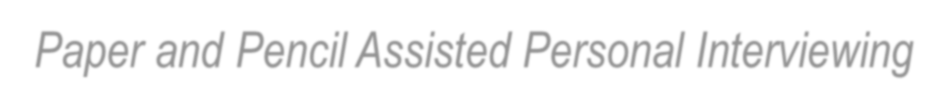 Paper and Pencil Assisted Personal Interviewing